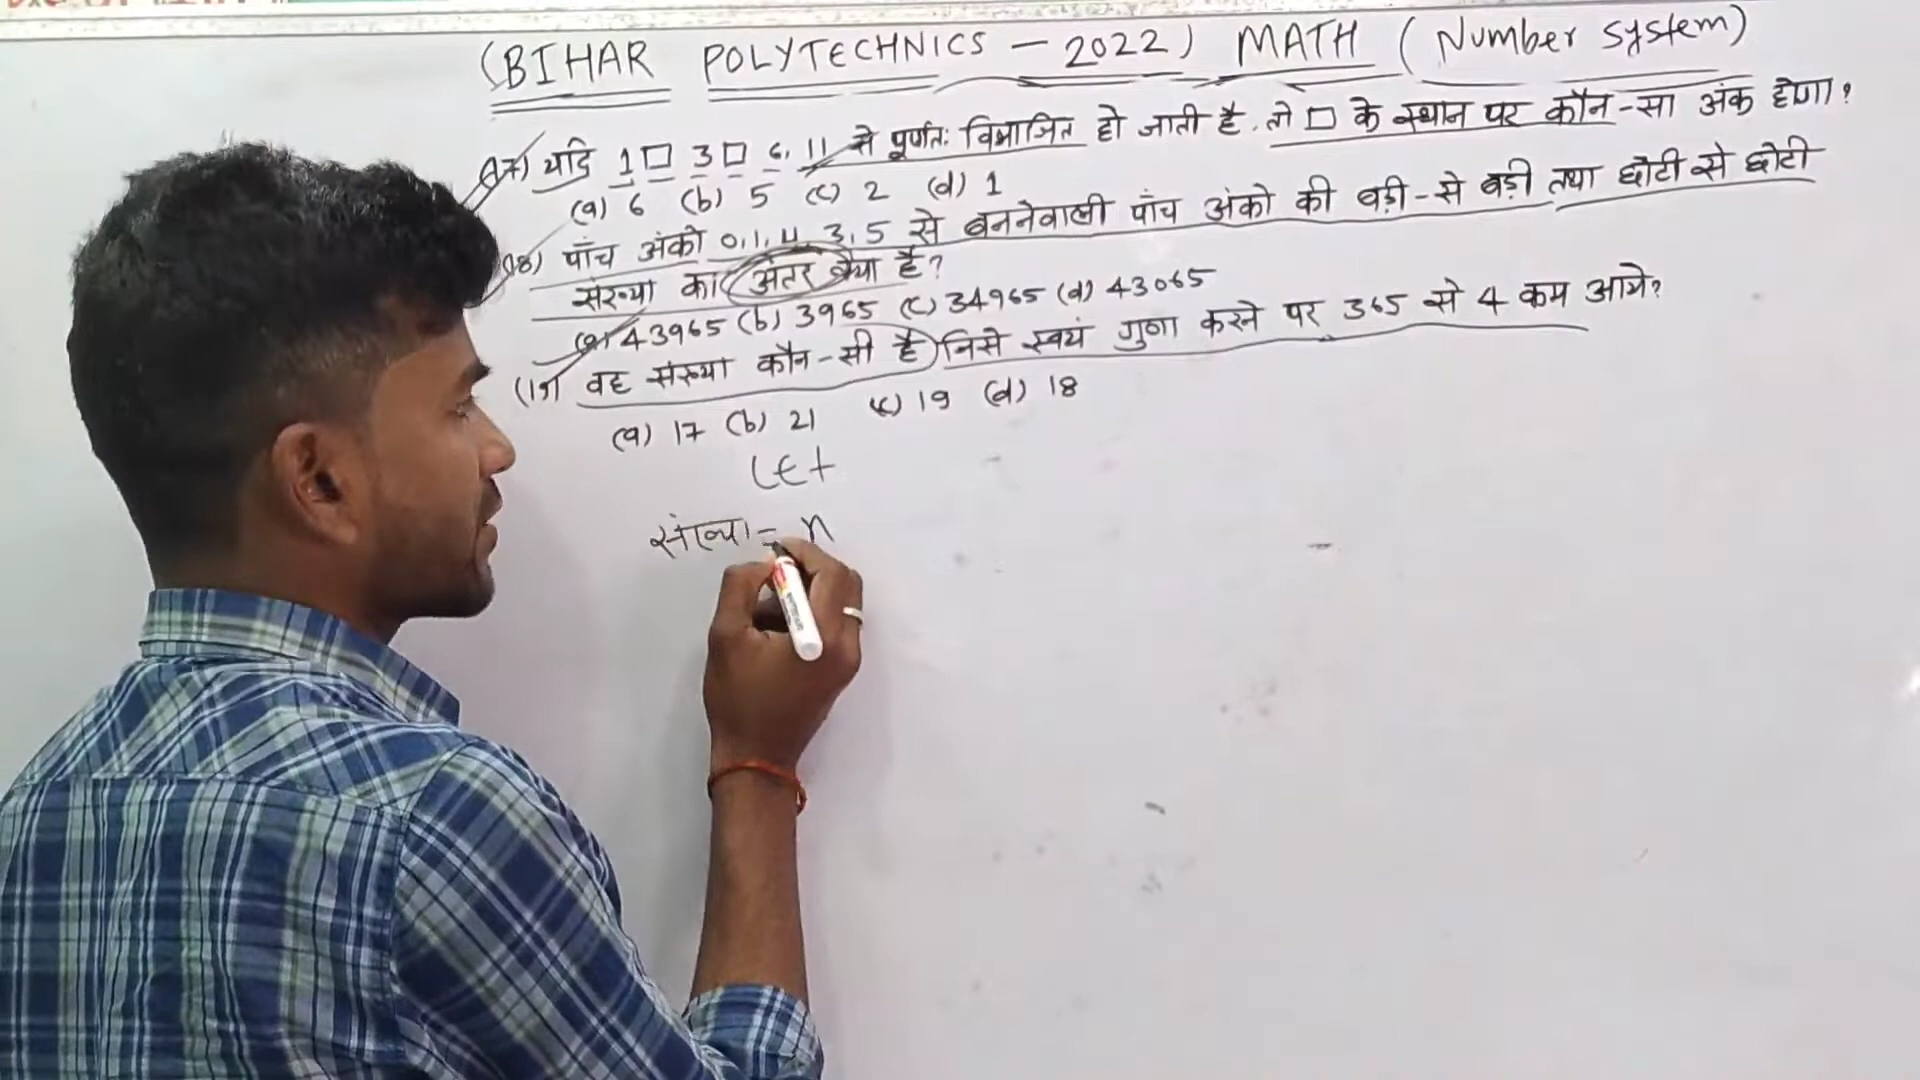 (BIHAR POLYTECHNICS - 2022) MATH (Number System)
(17) यदि 1□ 3□ 6, 11 से पूर्णतः विभाजित हो जाती है. तो □ के स्थान पर कौन-सा अंक होगा?
(a) 6 (b) 5 (c) 2 (d) 1
(18) पाँच अंको 0,1,4,3,5 से बननेवाली पांच अंको की बड़ी-से बड़ी तथा छोटी से छोटी
संख्या का अंतर क्या है?
(a) 43965 (b) 3965 (c) 34965 (d) 43065
(19) वह संख्या कौन-सी है जिसे स्वयं गुणा करने पर 365 से 4 कम आये?
(a) 17 (b) 21 (c) 19 (d) 18
Let
संख्या = n